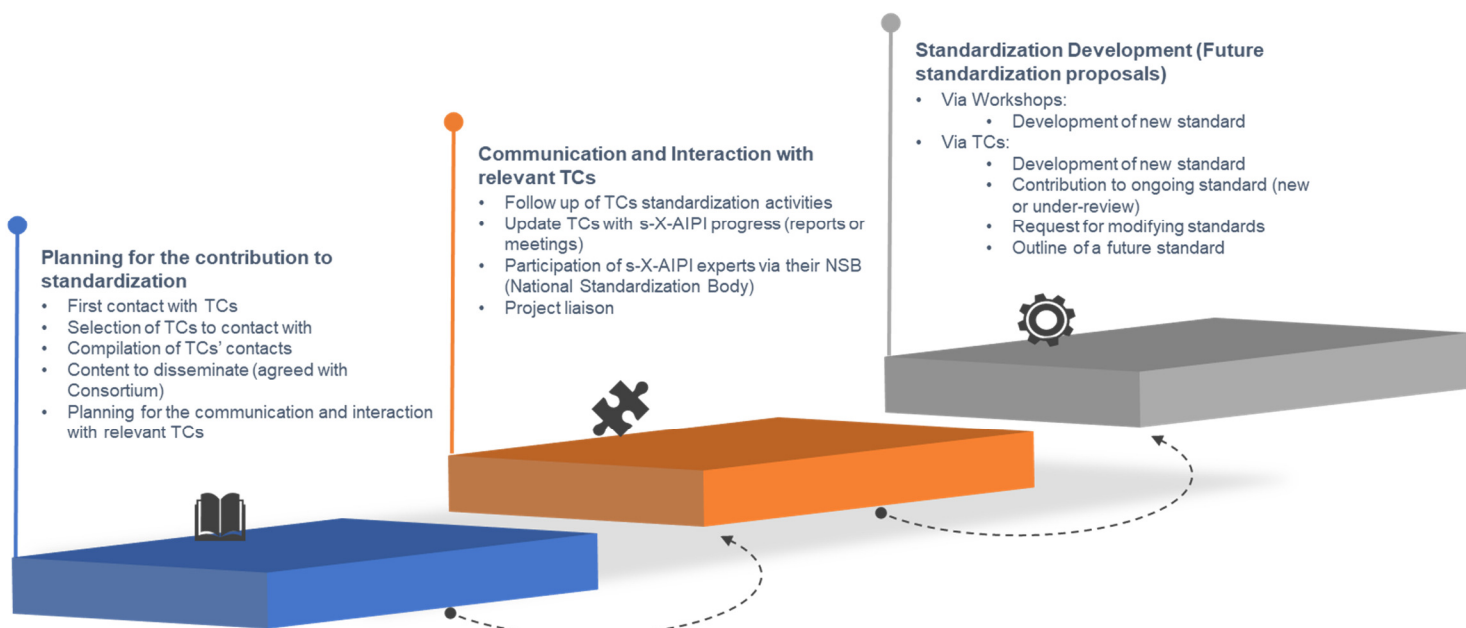 Planning for the contribution to
standardization
• First contact with TCs
• Selection of TCs to contact with
• Compilation of TCs' contacts
• Content to disseminate (agreed with
Consortium)
• Planning for the communication and interaction
with relevant TCs
Communication and Interaction with
relevant TCs
• Follow up of TCs standardization activities
• Update TCs with s-X-AIPI progress (reports or
meetings)
• Participation of s-X-AIPI experts via their NSB
(National Standardization Body)
• Project liaison
Standardization Development (Future
standardization proposals)
• Via Workshops:
• Development of new standard
• Via TCs:
• Development of new standard
• Contribution to ongoing standard (new
or under-review)
• Request for modifying standards
• Outline of a future standard